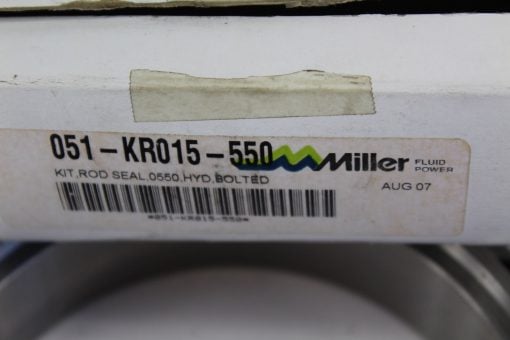 051-KR015-550
Miller FLUID POWER
KIT,ROD SEAL,0550,HYD,BOLTED
AUG 07
*051-KR015-550*